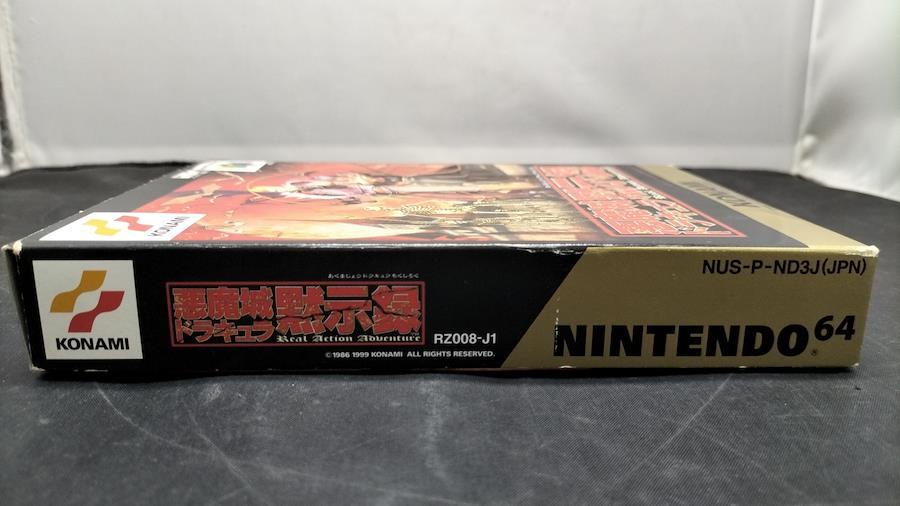 KONAMI
KONAMI
あくまじょうドラキュラもくしろく
悪魔城
ドラキュラ
黙示録
Real Action Adventure
RZ008-J1
©1986 1999 KONAMI ALL RIGHTS RESERVED.
NUS-P-ND3J(JPN)
NINTENDO64®